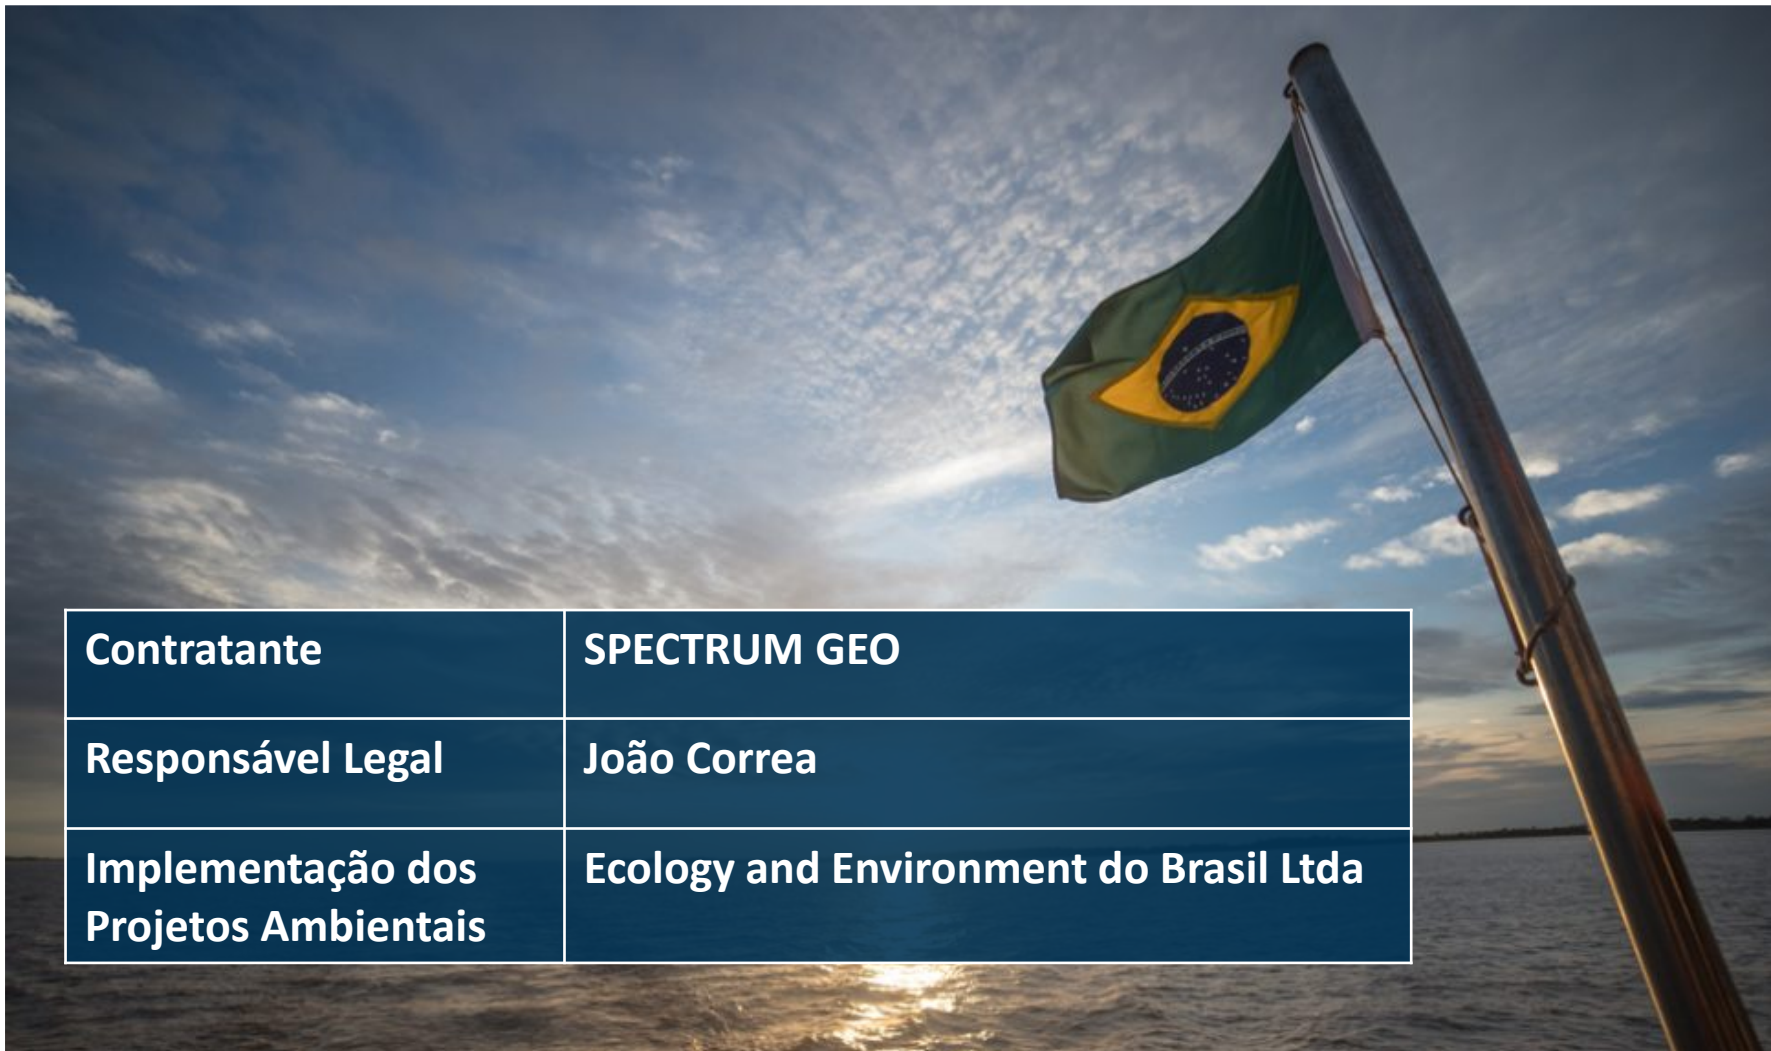 Contratante
SPECTRUM GEO
Responsável Legal
João Correa
Implementação dos
Projetos Ambientais
Ecology and Environment do Brasil Ltda